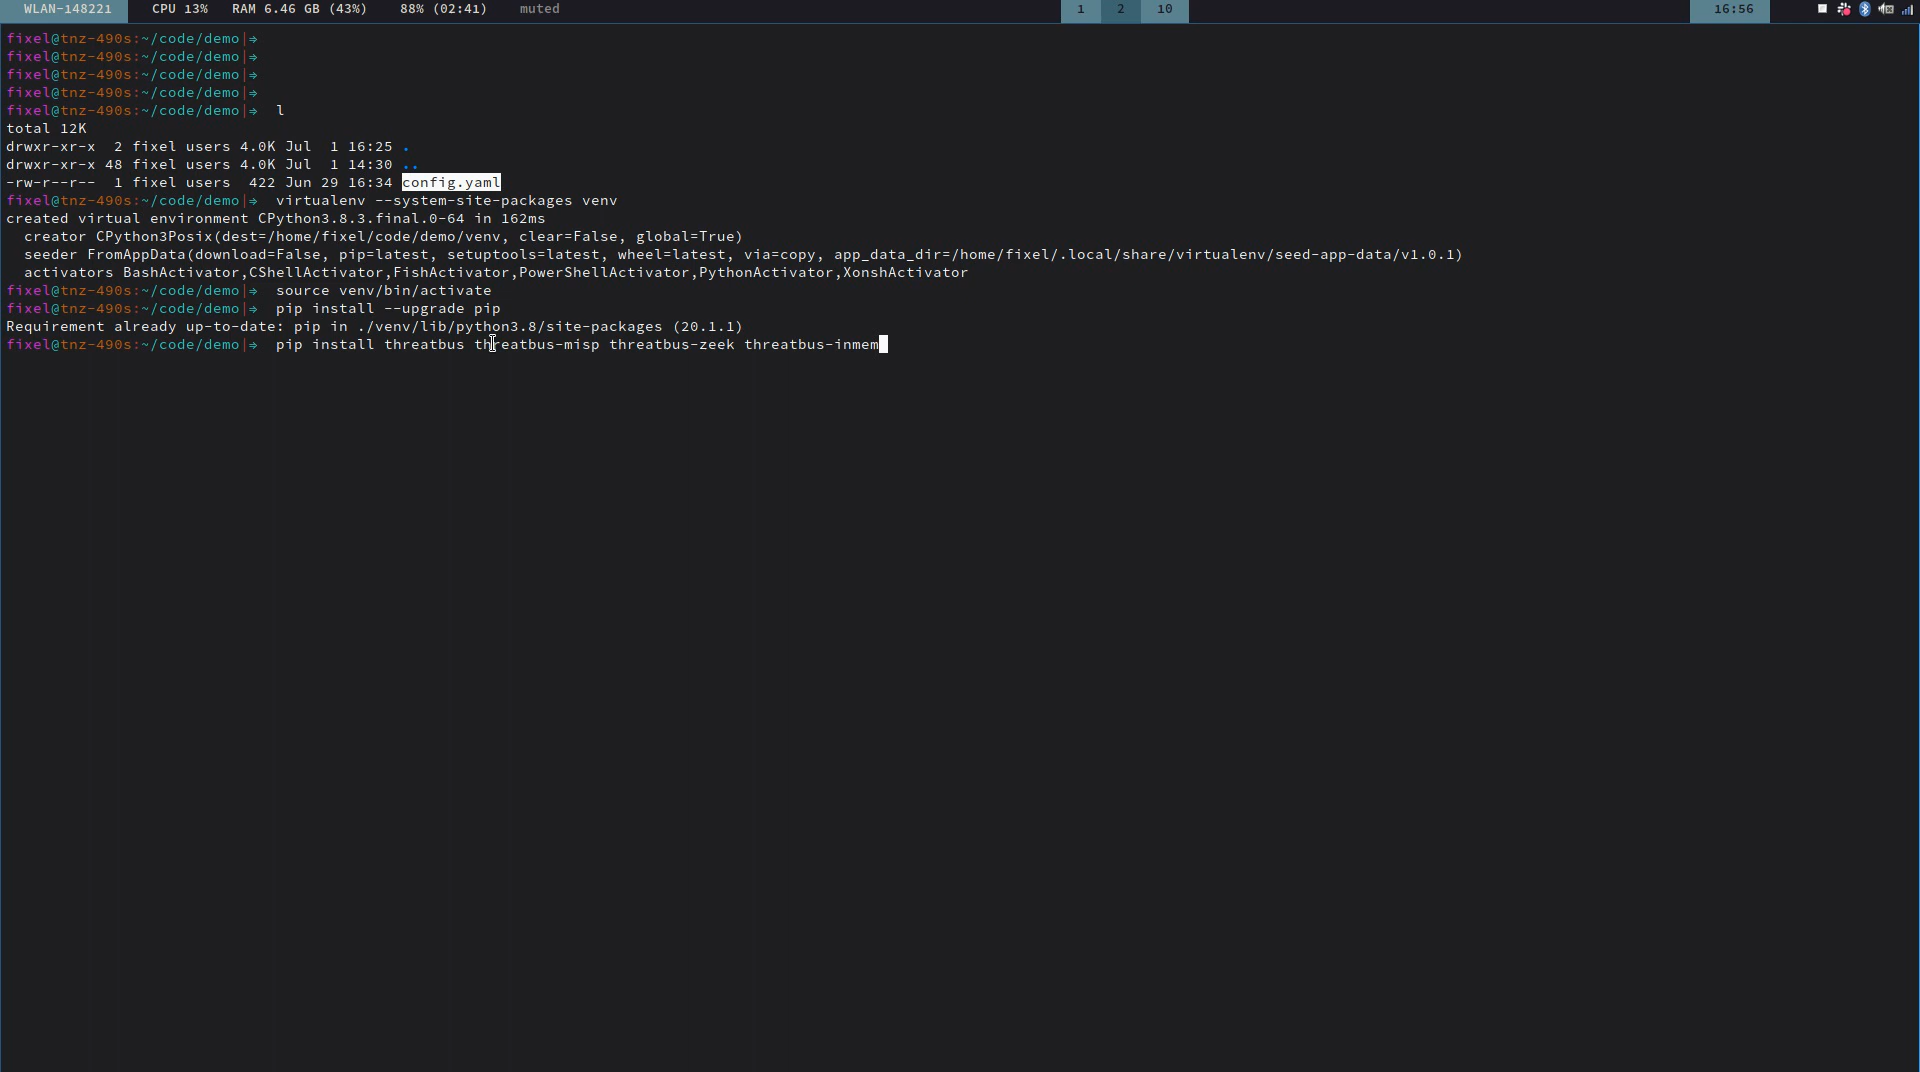 WLAN-148221 CPU 13% RAM 6.46 GB (43%) 88% (02:41) muted 1 2 10 16:56
fixel@tnz-490s:~/code/demo|⇒
fixel@tnz-490s:~/code/demo|⇒
fixel@tnz-490s:~/code/demo|⇒
fixel@tnz-490s:~/code/demo|⇒
fixel@tnz-490s:~/code/demo|⇒ l
total 12K
drwxr-xr-x 2 fixel users 4.0K Jul 1 16:25 .
drwxr-xr-x 48 fixel users 4.0K Jul 1 14:30 ..
-rw-r--r-- 1 fixel users 422 Jun 29 16:34 config.yaml
fixel@tnz-490s:~/code/demo|⇒ virtualenv --system-site-packages venv
created virtual environment CPython3.8.3.final.0-64 in 162ms
creator CPython3Posix(dest=/home/fixel/code/demo/venv, clear=False, global=True)
seeder FromAppData(download=False, pip=latest, setuptools=latest, wheel=latest, via=copy, app_data_dir=/home/fixel/.local/share/virtualenv/seed-app-data/v1.0.1)
activators BashActivator,CShellActivator,FishActivator,PowerShellActivator,PythonActivator,XonshActivator
fixel@tnz-490s:~/code/demo|⇒ source venv/bin/activate
fixel@tnz-490s:~/code/demo|⇒ pip install --upgrade pip
Requirement already up-to-date: pip in ./venv/lib/python3.8/site-packages (20.1.1)
fixel@tnz-490s:~/code/demo|⇒ pip install threatbus threatbus-misp threatbus-zeek threatbus-inmem